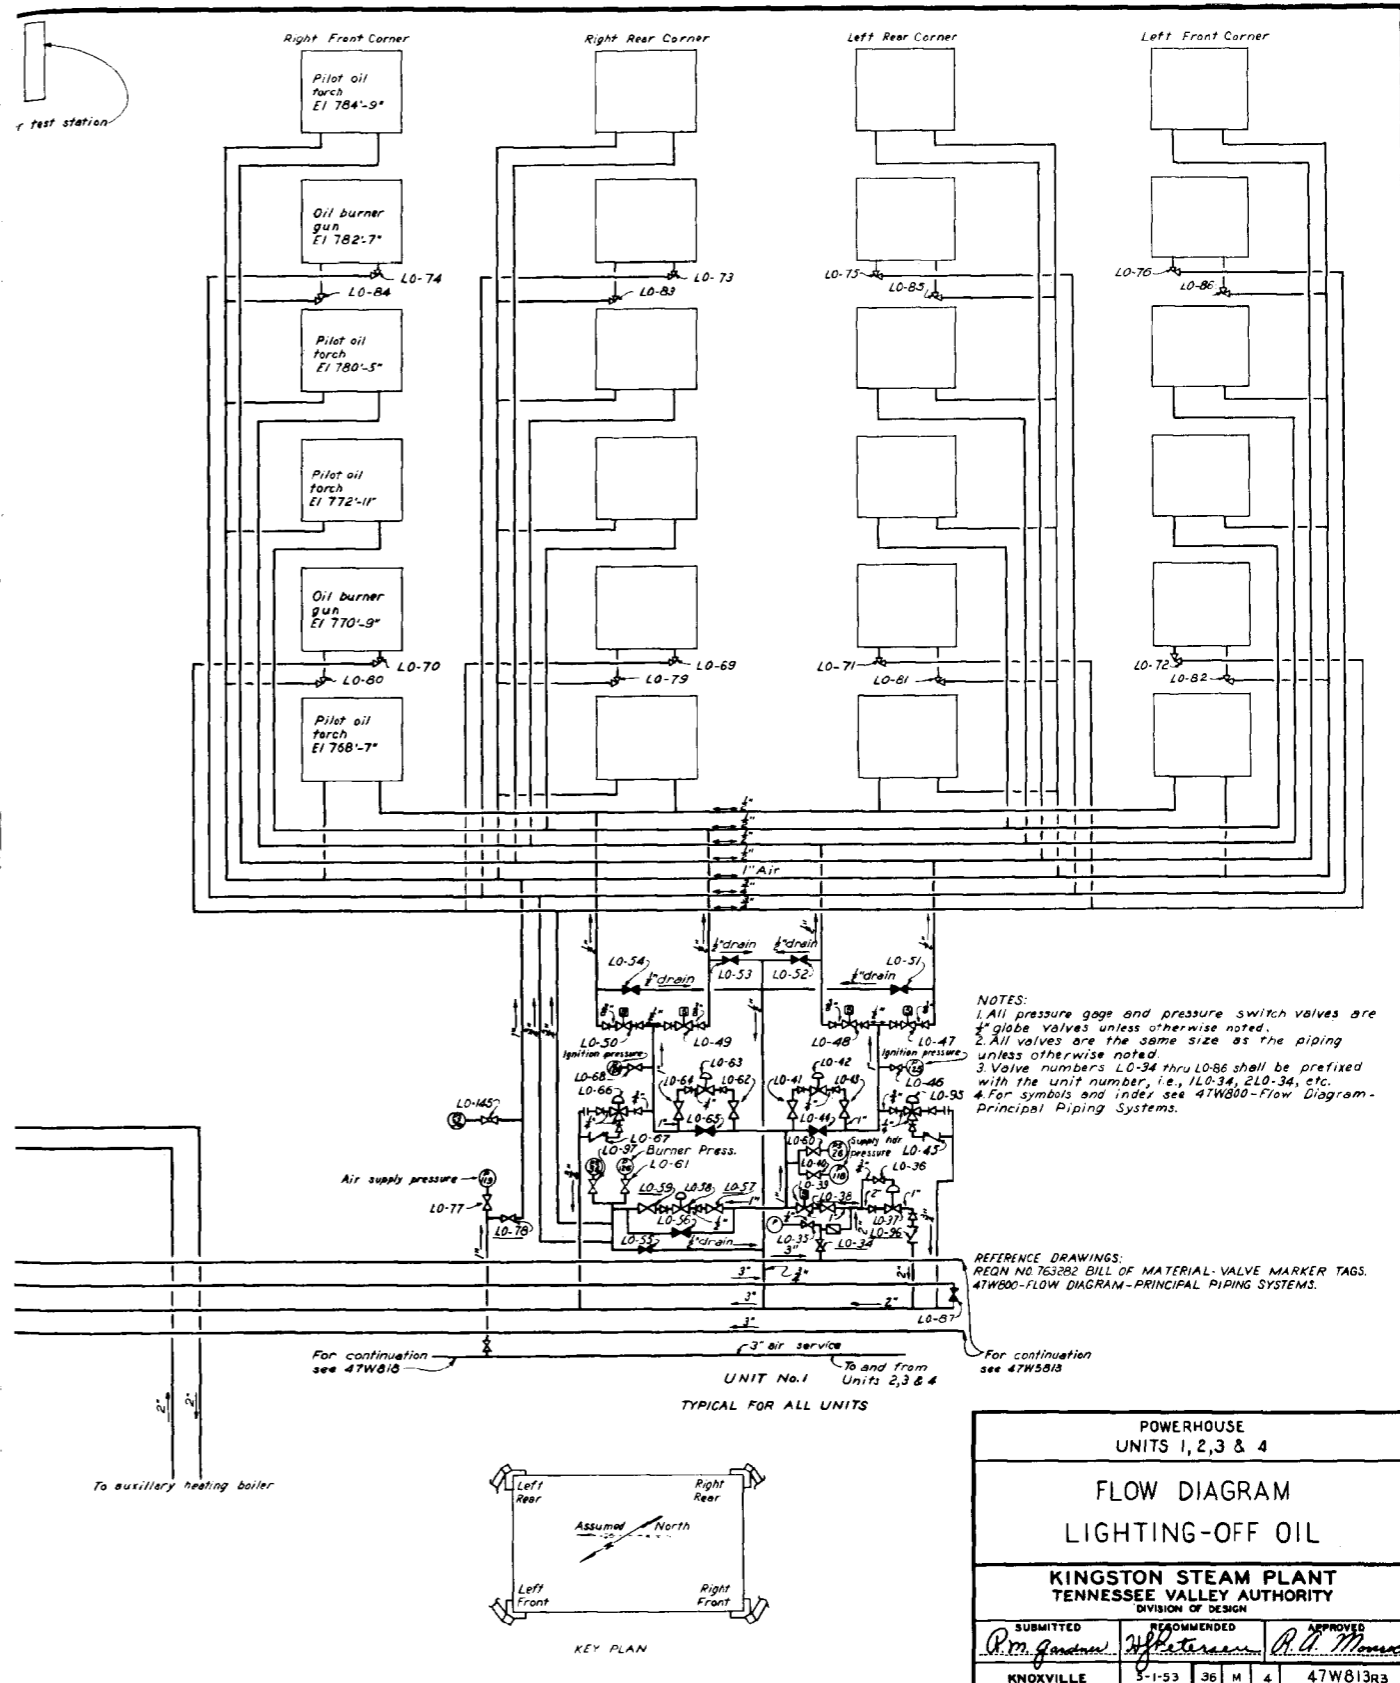 Right Front Corner
Right Rear Corner
Left Rear Corner
Left Front Corner
test station
Pilot oil
torch
El 784'-9"
Oil burner
gun
El 782'-7"
LO-74
LO-84
LO-73
LO-83
LO-75
LO-85
LO-76
LO-86
Pilot oil
torch
El 780'-5"
Pilot oil
torch
El 772'-11"
Oil burner
gun
El 770'-9"
LO-70
LO-80
LO-69
LO-79
LO-71
LO-81
LO-72
LO-82
Pilot oil
torch
El 768'-7"
1" Air
½" drain
½" drain
LO-54
LO-53
LO-52
LO-51
½" drain
½" drain
LO-50
LO-49
LO-48
LO-47
Ignition pressure
Ignition pressure
LO-63
LO-42
LO-68
LO-64
LO-62
LO-41
LO-43
LO-46
LO-66
LO-95
LO-145
LO-65
LO-44
LO-67
LO-60
Supply hdr
pressure
LO-45
LO-97
Burner Press.
LO-61
LO-40
LO-36
Air supply pressure
LO-77
LO-78
LO-59
LO-58
LO-57
LO-39
LO-38
LO-37
LO-56
LO-96
LO-55
½" drain
LO-35
LO-34
3"
3"
3"
2"
3"
LO-87
For continuation
see 47W818
3" air service
To and from
Units 2,3 & 4
For continuation
see 47W5813
UNIT No.1
TYPICAL FOR ALL UNITS
2"
2"
To auxiliary heating boiler
NOTES:
1. All pressure gage and pressure switch valves are
½" globe valves unless otherwise noted.
2. All valves are the same size as the piping
unless otherwise noted.
3. Valve numbers LO-34 thru LO-86 shall be prefixed
with the unit number, i.e., 1LO-34, 2LO-34, etc.
4. For symbols and index see 47W800-Flow Diagram-
Principal Piping Systems.
REFERENCE DRAWINGS:
REQN NO. 763282 BILL OF MATERIAL-VALVE MARKER TAGS.
47W800-FLOW DIAGRAM-PRINCIPAL PIPING SYSTEMS.
Left
Rear
Right
Rear
Assumed North
Left
Front
Right
Front
KEY PLAN
POWERHOUSE
UNITS 1, 2, 3 & 4
FLOW DIAGRAM
LIGHTING-OFF OIL
KINGSTON STEAM PLANT
TENNESSEE VALLEY AUTHORITY
DIVISION OF DESIGN
SUBMITTED
RECOMMENDED
APPROVED
R.M. Gardner
H.J. Petersen
KNOXVILLE
5-1-53
36
M
4
47W813R3